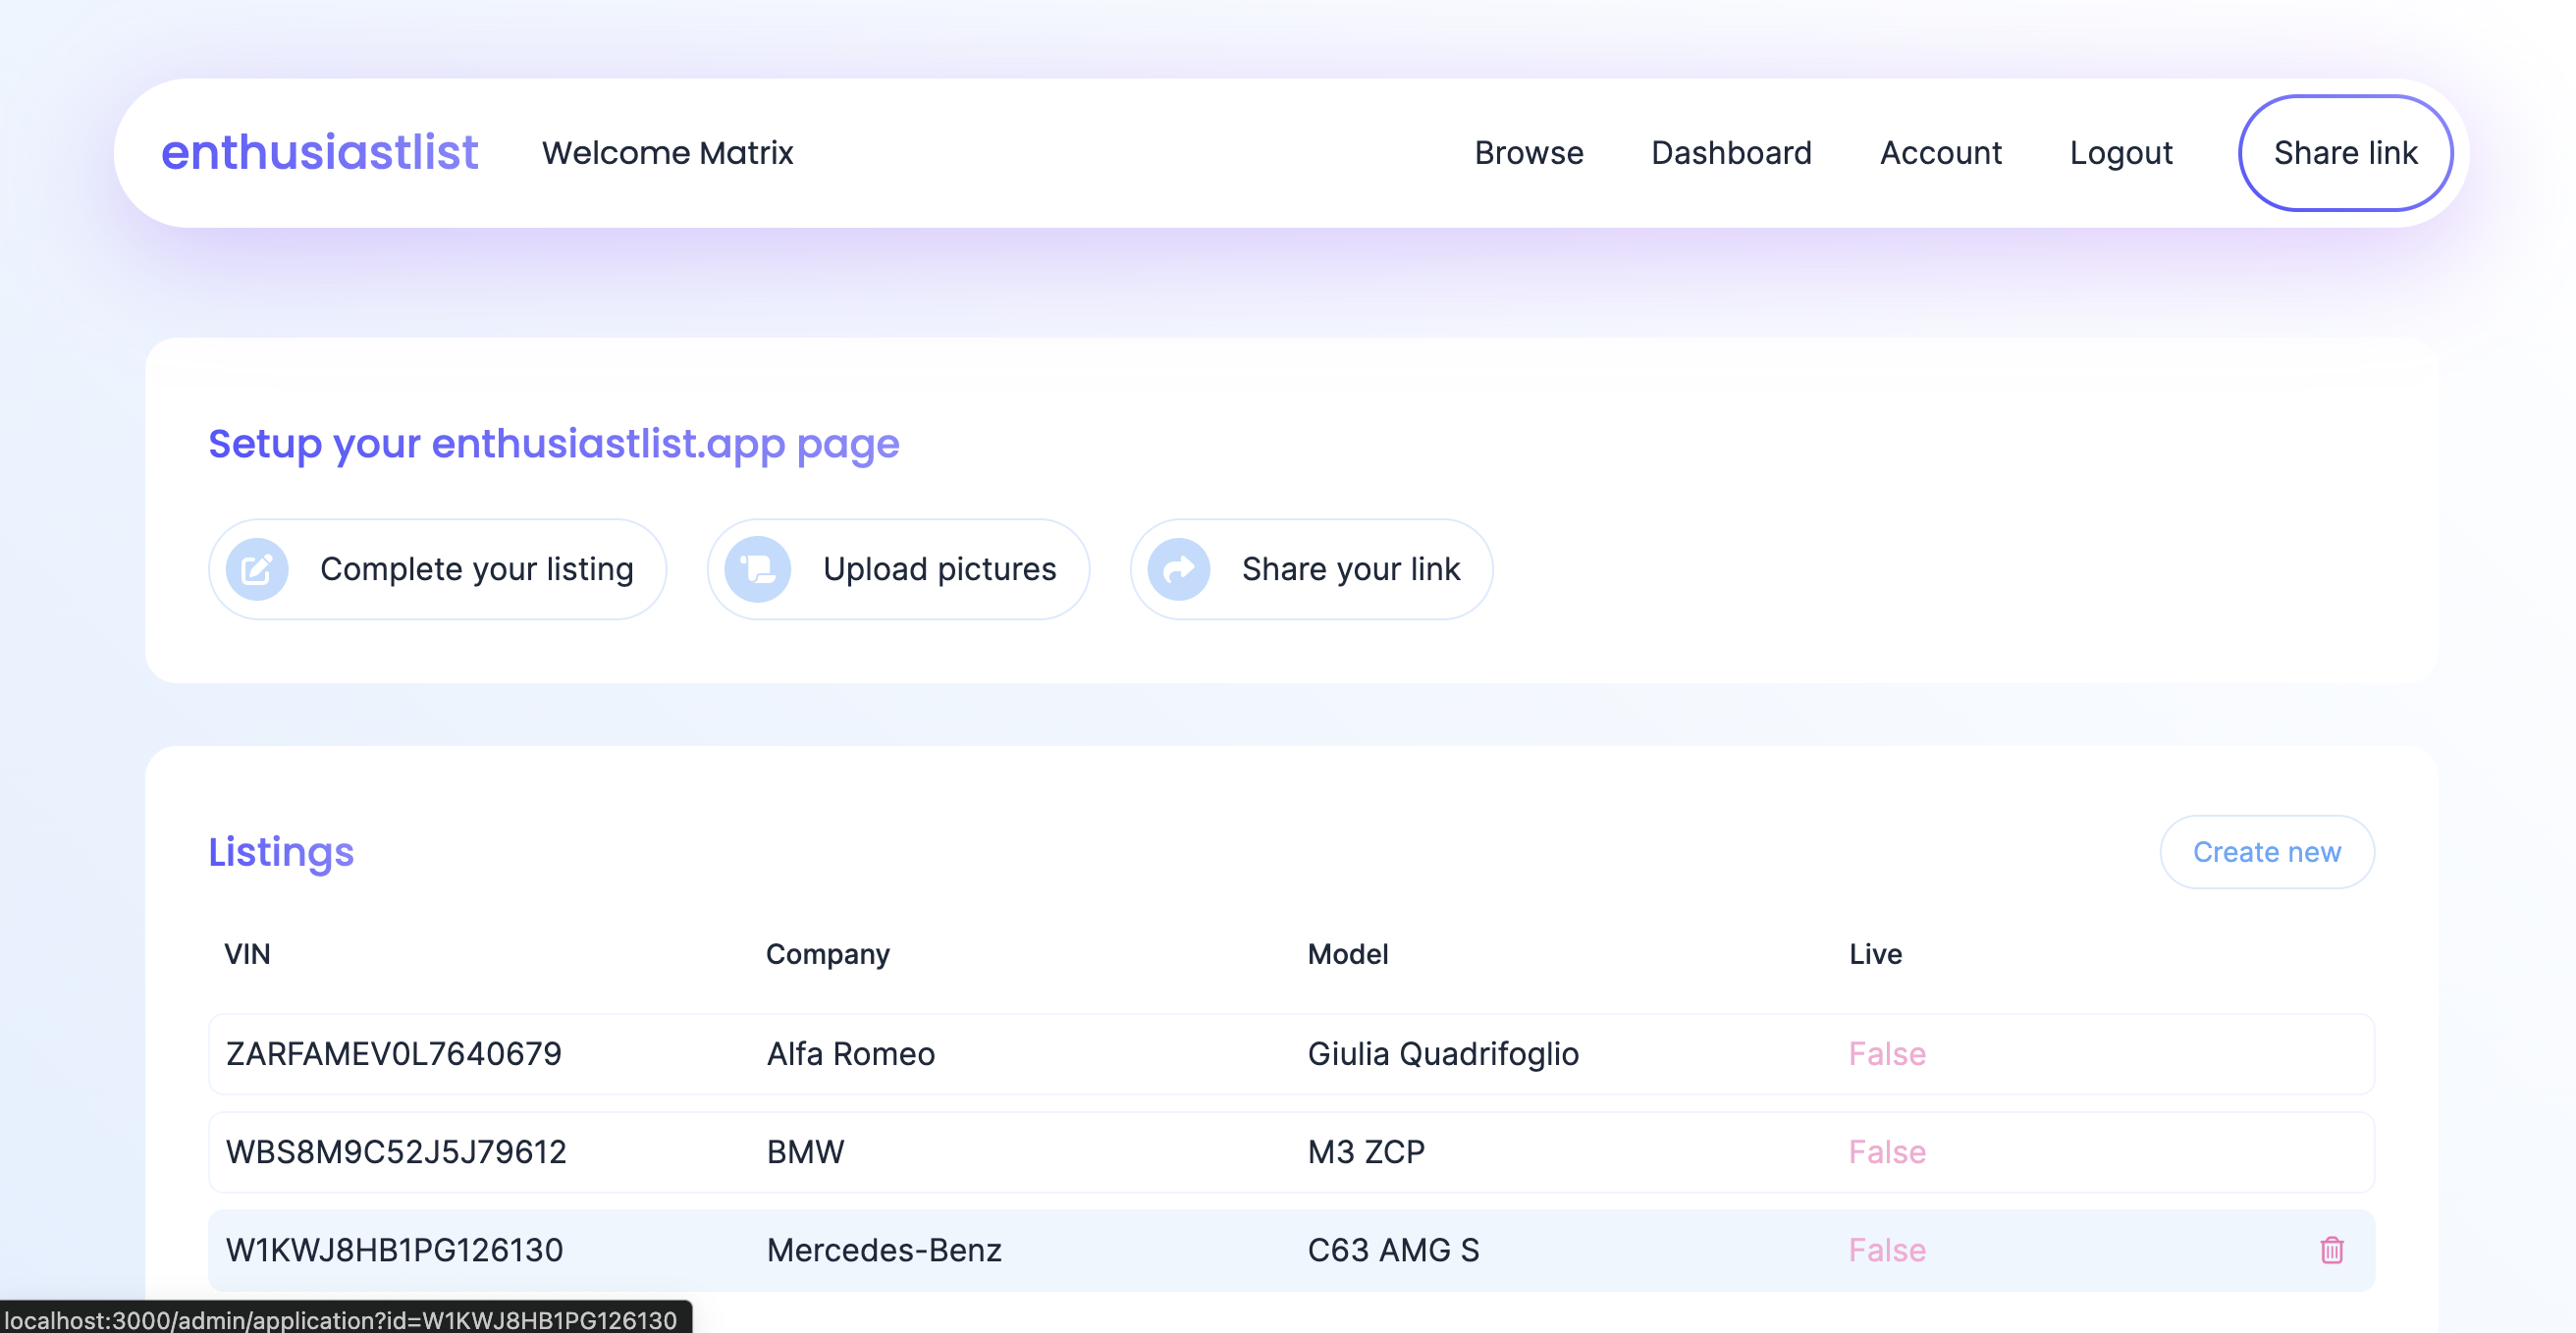 enthusiastlist Welcome Matrix Browse Dashboard Account Logout Share link
Setup your enthusiastlist.app page
Complete your listing Upload pictures Share your link
Listings Create new
VIN Company Model Live
ZARFAMEV0L7640679 Alfa Romeo Giulia Quadrifoglio False
WBS8M9C52J5J79612 BMW M3 ZCP False
W1KWJ8HB1PG126130 Mercedes-Benz C63 AMG S False
localhost:3000/admin/application?id=W1KWJ8HB1PG126130